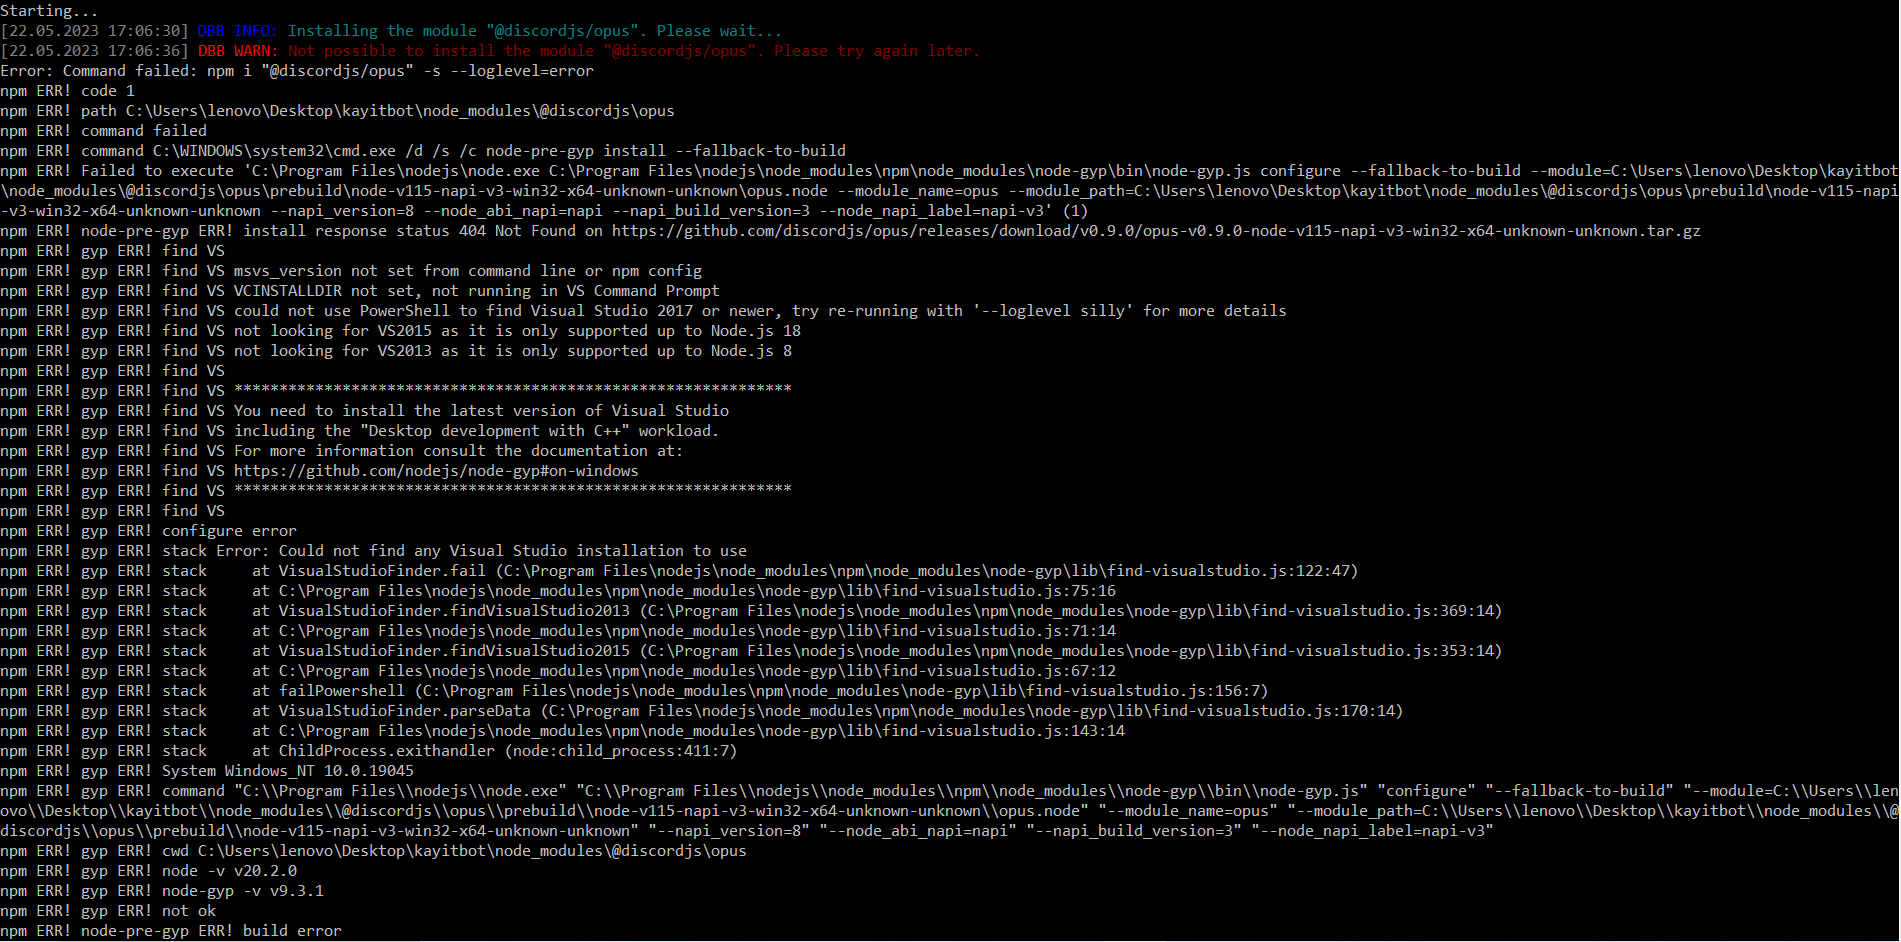 Starting...
[22.05.2023 17:06:30] DBB INFO: Installing the module "@discordjs/opus". Please wait...
[22.05.2023 17:06:36] DBB WARN: Not possible to install the module "@discordjs/opus". Please try again later.
Error: Command failed: npm i "@discordjs/opus" -s --loglevel=error
npm ERR! code 1
npm ERR! path C:\Users\lenovo\Desktop\kayitbot\node_modules\@discordjs\opus
npm ERR! command failed
npm ERR! command C:\WINDOWS\system32\cmd.exe /d /s /c node-pre-gyp install --fallback-to-build
npm ERR! Failed to execute 'C:\Program Files\nodejs\node.exe C:\Program Files\nodejs\node_modules\npm\node_modules\node-gyp\bin\node-gyp.js configure --fallback-to-build --module=C:\Users\lenovo\Desktop\kayitbot
\node_modules\@discordjs\opus\prebuild\node-v115-napi-v3-win32-x64-unknown-unknown\opus.node --module_name=opus --module_path=C:\Users\lenovo\Desktop\kayitbot\node_modules\@discordjs\opus\prebuild\node-v115-napi
-v3-win32-x64-unknown-unknown --napi_version=8 --node_abi_napi=napi --napi_build_version=3 --node_napi_label=napi-v3' (1)
npm ERR! node-pre-gyp ERR! install response status 404 Not Found on https://github.com/discordjs/opus/releases/download/v0.9.0/opus-v0.9.0-node-v115-napi-v3-win32-x64-unknown-unknown.tar.gz
npm ERR! gyp ERR! find VS
npm ERR! gyp ERR! find VS msvs_version not set from command line or npm config
npm ERR! gyp ERR! find VS VCINSTALLDIR not set, not running in VS Command Prompt
npm ERR! gyp ERR! find VS could not use PowerShell to find Visual Studio 2017 or newer, try re-running with '--loglevel silly' for more details
npm ERR! gyp ERR! find VS not looking for VS2015 as it is only supported up to Node.js 18
npm ERR! gyp ERR! find VS not looking for VS2013 as it is only supported up to Node.js 8
npm ERR! gyp ERR! find VS
npm ERR! gyp ERR! find VS **************************************************************
npm ERR! gyp ERR! find VS You need to install the latest version of Visual Studio
npm ERR! gyp ERR! find VS including the "Desktop development with C++" workload.
npm ERR! gyp ERR! find VS For more information consult the documentation at:
npm ERR! gyp ERR! find VS https://github.com/nodejs/node-gyp#on-windows
npm ERR! gyp ERR! find VS **************************************************************
npm ERR! gyp ERR! find VS
npm ERR! gyp ERR! configure error
npm ERR! gyp ERR! stack Error: Could not find any Visual Studio installation to use
npm ERR! gyp ERR! stack     at VisualStudioFinder.fail (C:\Program Files\nodejs\node_modules\npm\node_modules\node-gyp\lib\find-visualstudio.js:122:47)
npm ERR! gyp ERR! stack     at C:\Program Files\nodejs\node_modules\npm\node_modules\node-gyp\lib\find-visualstudio.js:75:16
npm ERR! gyp ERR! stack     at VisualStudioFinder.findVisualStudio2013 (C:\Program Files\nodejs\node_modules\npm\node_modules\node-gyp\lib\find-visualstudio.js:369:14)
npm ERR! gyp ERR! stack     at C:\Program Files\nodejs\node_modules\npm\node_modules\node-gyp\lib\find-visualstudio.js:71:14
npm ERR! gyp ERR! stack     at VisualStudioFinder.findVisualStudio2015 (C:\Program Files\nodejs\node_modules\npm\node_modules\node-gyp\lib\find-visualstudio.js:353:14)
npm ERR! gyp ERR! stack     at C:\Program Files\nodejs\node_modules\npm\node_modules\node-gyp\lib\find-visualstudio.js:67:12
npm ERR! gyp ERR! stack     at failPowershell (C:\Program Files\nodejs\node_modules\npm\node_modules\node-gyp\lib\find-visualstudio.js:156:7)
npm ERR! gyp ERR! stack     at VisualStudioFinder.parseData (C:\Program Files\nodejs\node_modules\npm\node_modules\node-gyp\lib\find-visualstudio.js:170:14)
npm ERR! gyp ERR! stack     at C:\Program Files\nodejs\node_modules\npm\node_modules\node-gyp\lib\find-visualstudio.js:143:14
npm ERR! gyp ERR! stack     at ChildProcess.exithandler (node:child_process:411:7)
npm ERR! gyp ERR! System Windows_NT 10.0.19045
npm ERR! gyp ERR! command "C:\\Program Files\\nodejs\\node.exe" "C:\\Program Files\\nodejs\\node_modules\\npm\\node_modules\\node-gyp\\bin\\node-gyp.js" "configure" "--fallback-to-build" "--module=C:\\Users\\len
ovo\\Desktop\\kayitbot\\node_modules\\@discordjs\\opus\\prebuild\\node-v115-napi-v3-win32-x64-unknown-unknown\\opus.node" "--module_name=opus" "--module_path=C:\\Users\\lenovo\\Desktop\\kayitbot\\node_modules\\@
discordjs\\opus\\prebuild\\node-v115-napi-v3-win32-x64-unknown-unknown" "--napi_version=8" "--node_abi_napi=napi" "--napi_build_version=3" "--node_napi_label=napi-v3"
npm ERR! gyp ERR! cwd C:\Users\lenovo\Desktop\kayitbot\node_modules\@discordjs\opus
npm ERR! gyp ERR! node -v v20.2.0
npm ERR! gyp ERR! node-gyp -v v9.3.1
npm ERR! gyp ERR! not ok
npm ERR! node-pre-gyp ERR! build error